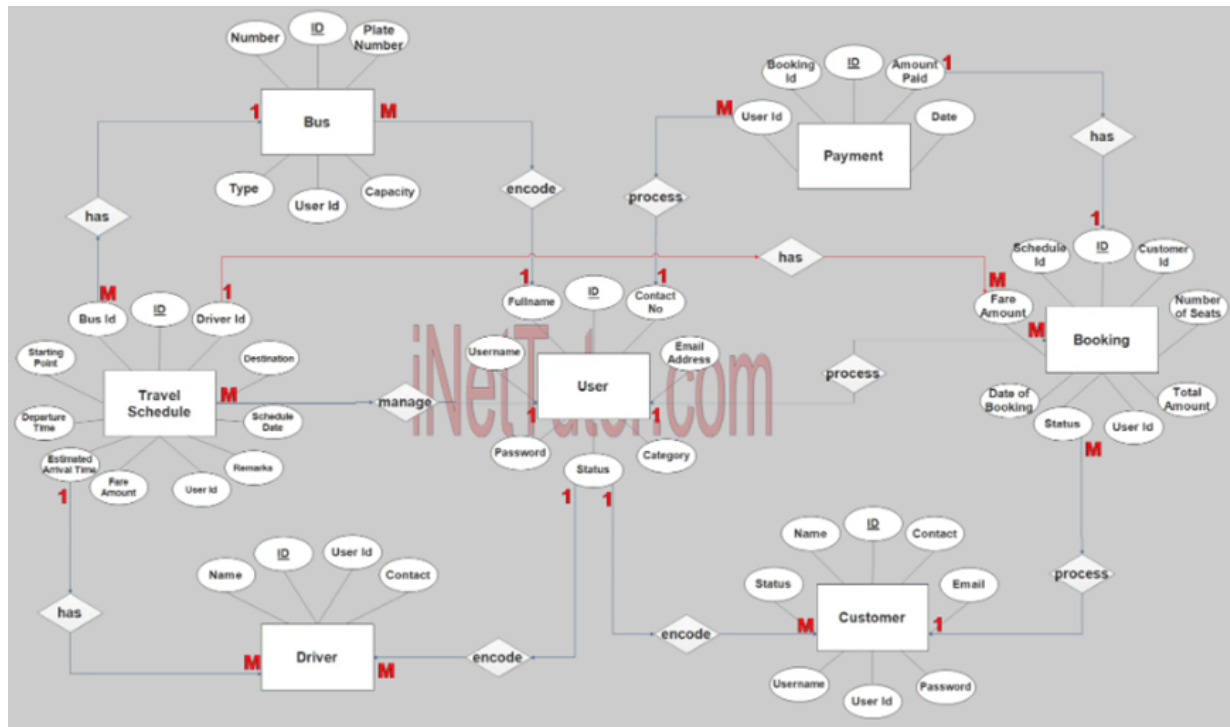 ID
Number
Plate
Number
1
Bus
M
Type
User Id
Capacity
has
encode
Booking
Id
ID
Amount
Paid
1
M
User Id
Date
Payment
has
process
1
has
Schedule
Id
ID
Customer
Id
M
Fare
Amount
Number
of Seats
M
Booking
Date of
Booking
Status
User Id
Total
Amount
M
process
M
1
Bus Id
ID
Driver Id
Starting
Point
Destination
Travel
Schedule
M
Departure
Time
Schedule
Date
Estimated
Arrival Time
Fare
Amount
User Id
Remarks
1
manage
1
1
Fullname
ID
Contact
No
Username
Email
Address
User
iNetTutor.com
1
1
Password
Status
Category
1
1
process
has
ID
User Id
Name
Contact
Driver
M
M
encode
encode
ID
Name
Contact
Status
Email
Customer
M
1
Username
User Id
Password